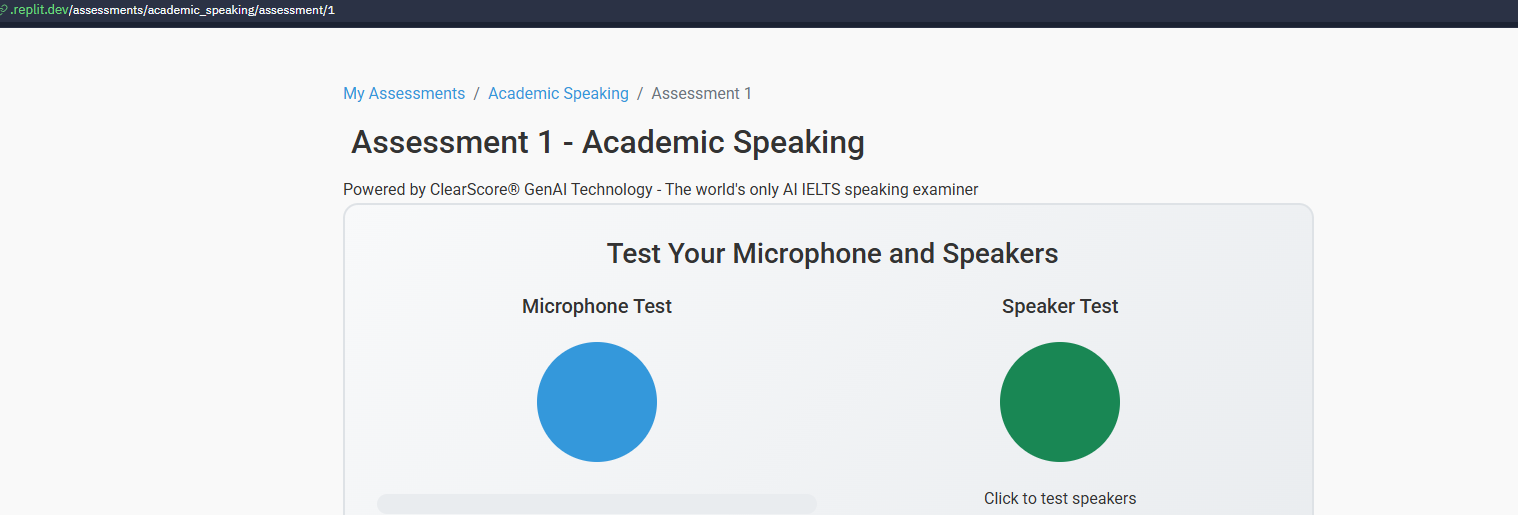 .replit.dev/assessments/academic_speaking/assessment/1
My Assessments / Academic Speaking / Assessment 1
Assessment 1 - Academic Speaking
Powered by ClearScore® GenAI Technology - The world's only AI IELTS speaking examiner
Test Your Microphone and Speakers
Microphone Test
Speaker Test
Click to test speakers